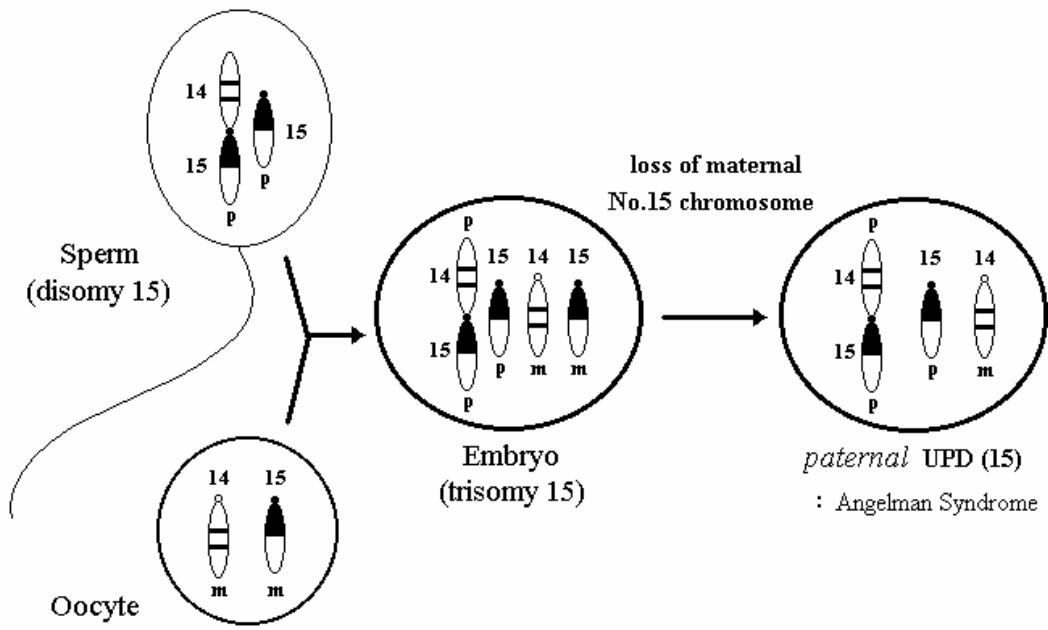 14
15
15
p
p
Sperm
(disomy 15)
14
15
m
m
Oocyte
p
14
15
14
15
15
p
m
m
p
Embryo
(trisomy 15)
loss of maternal
No.15 chromosome
p
14
15
14
15
p
m
p
paternal UPD (15)
: Angelman Syndrome